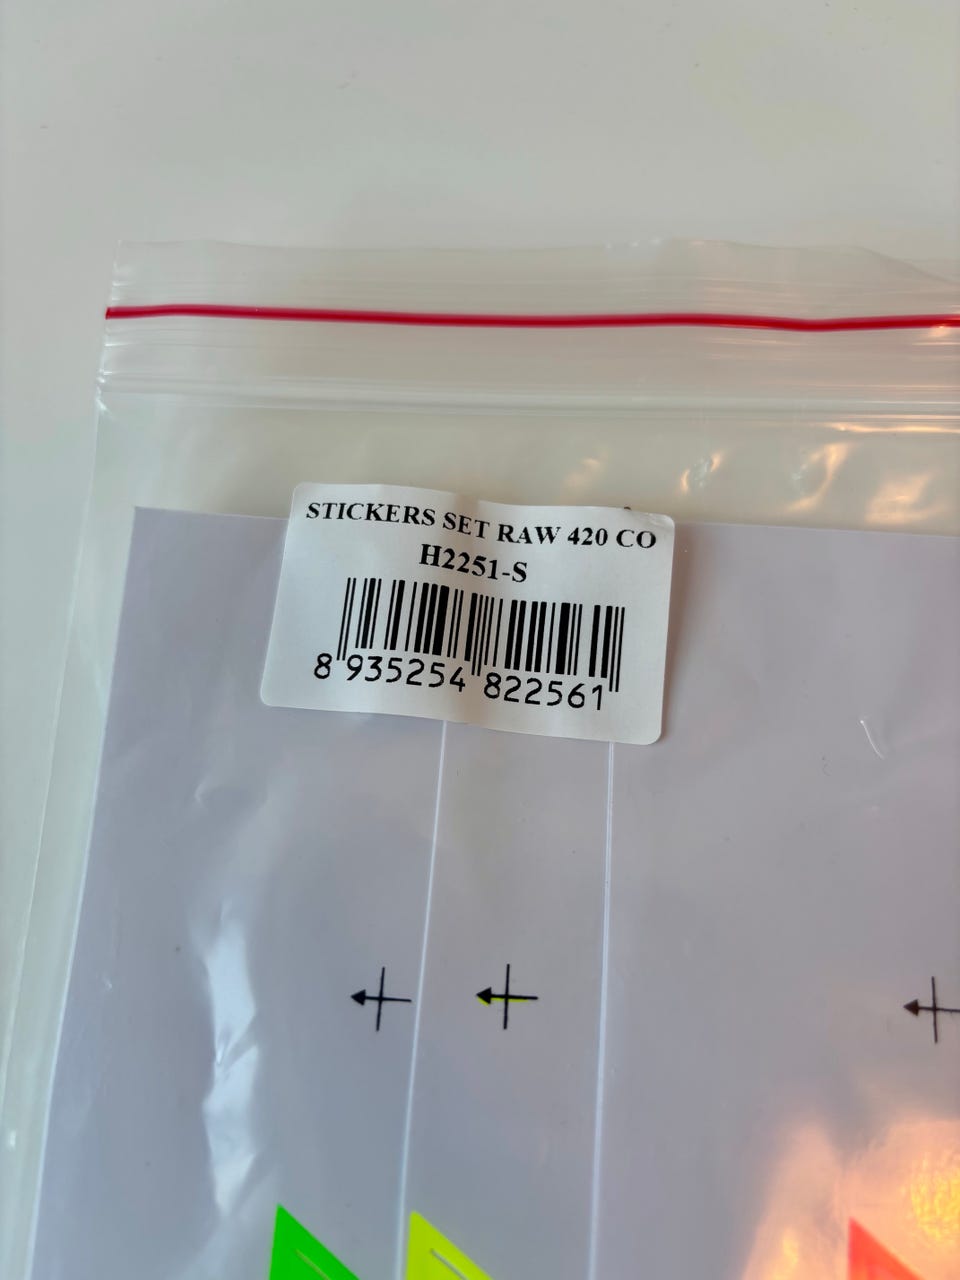 STICKERS SET RAW 420 CO
H2251-S
8 935254 822561